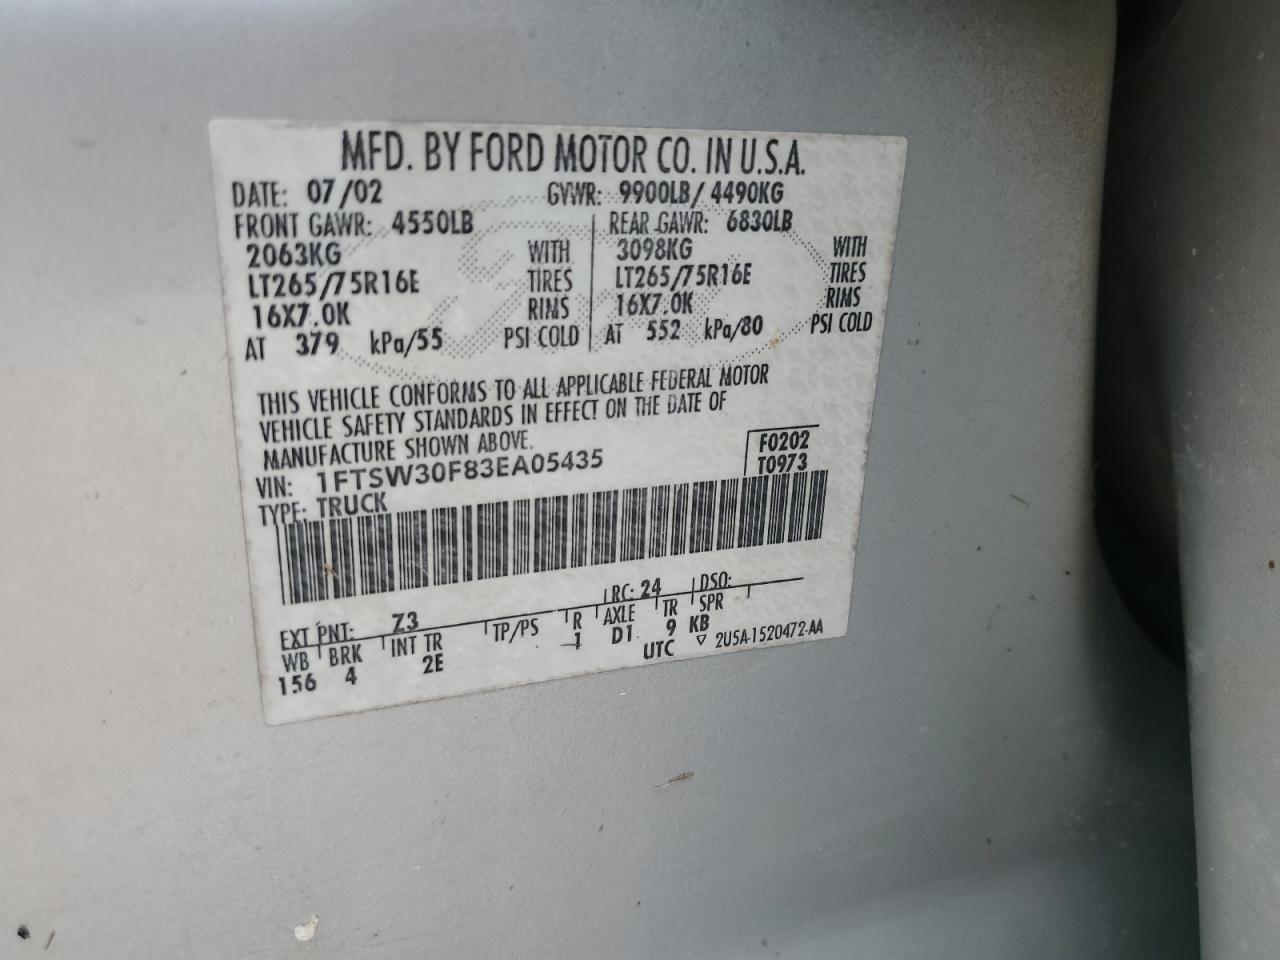 MFD. BY FORD MOTOR CO. IN U.S.A.
DATE: 07/02 GVWR: 9900LB/ 4490KG
FRONT GAWR: 4550LB REAR GAWR: 6830LB
2063KG WITH 3098KG WITH
LT265/75R16E TIRES LT265/75R16E TIRES
16X7.0K RIMS 16X7.0K RIMS
AT 379 kPa/55 PSI COLD AT 552 kPa/80 PSI COLD
THIS VEHICLE CONFORMS TO ALL APPLICABLE FEDERAL MOTOR
VEHICLE SAFETY STANDARDS IN EFFECT ON THE DATE OF
MANUFACTURE SHOWN ABOVE.
F0202
VIN: 1FTSW30F83EA05435
T0973
TYPE: TRUCK
EXT PNT: Z3 RC: 24 DSO:
WB BRK INT TR TP/PS R AXLE TR SPR
156 4 2E 1 D1 9 KB
UTC ▽ 2U5A-1520472-AA